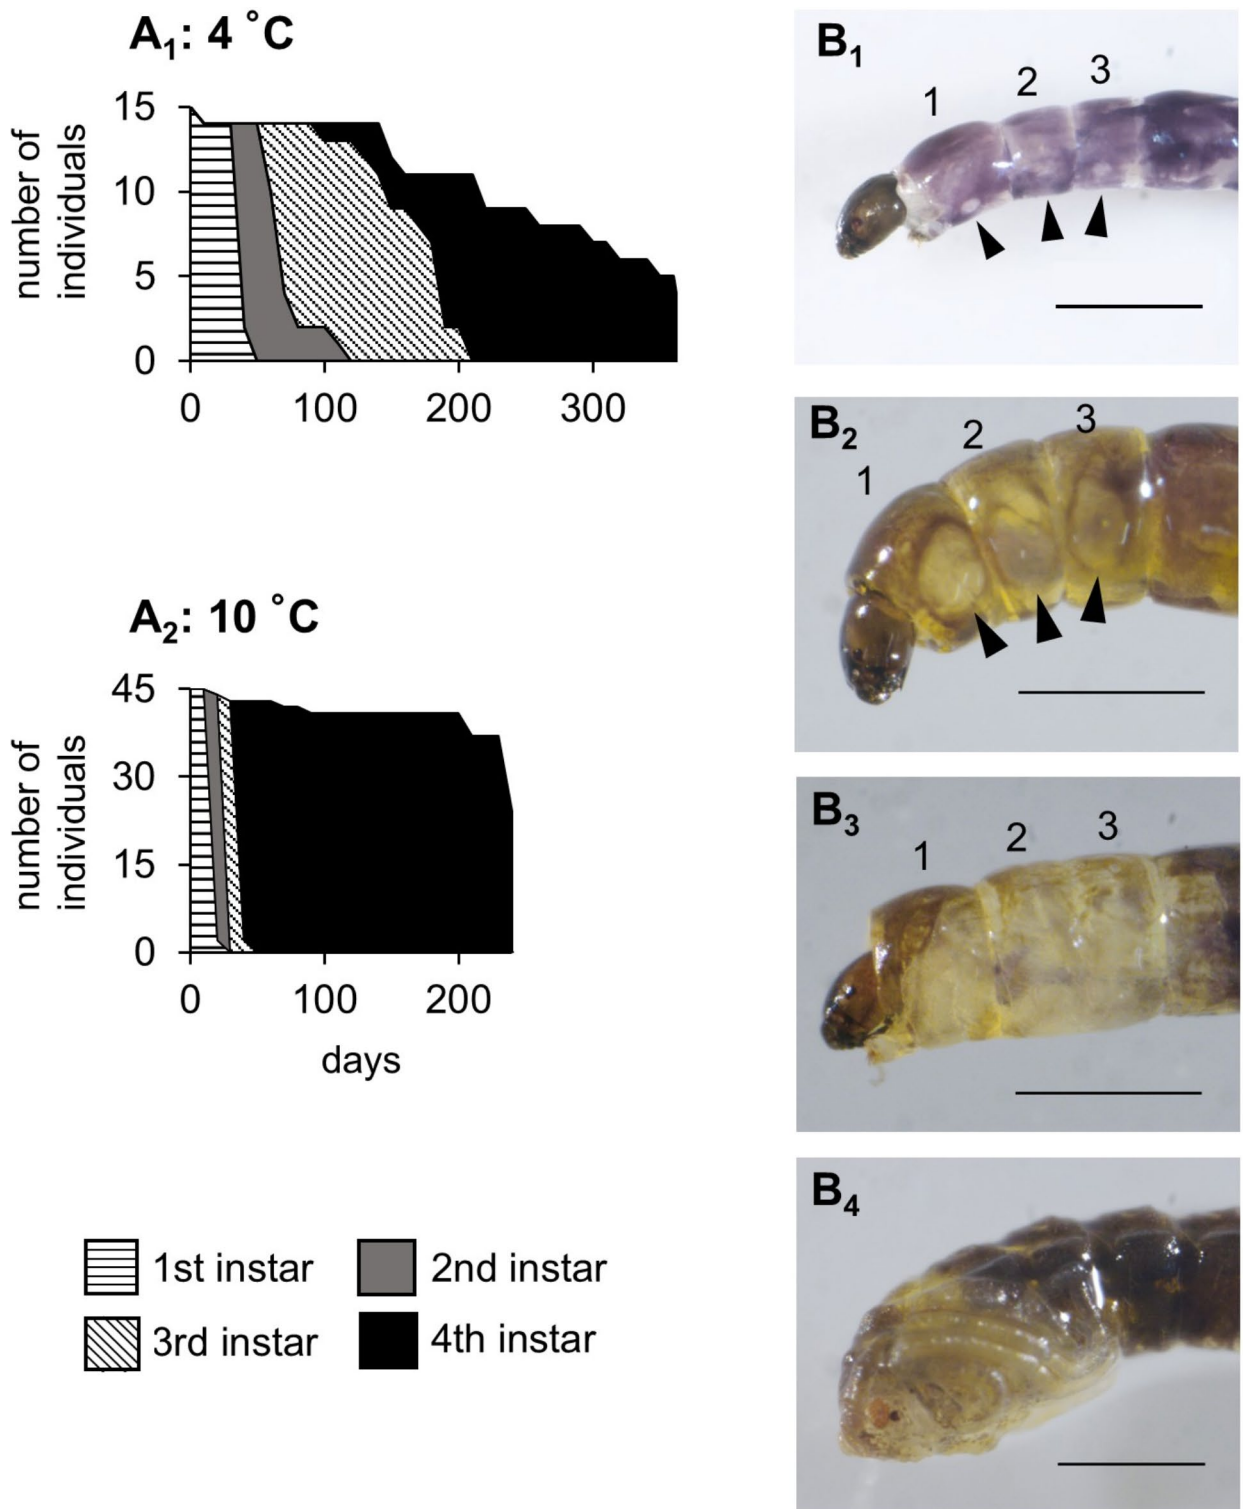 A1: 4 ˚C
number of
individuals
15
10
5
0
0 100 200 300
A2: 10 ˚C
number of
individuals
45
30
15
0
0 100 200
days
1st instar 2nd instar
3rd instar 4th instar
B1
1 2 3
B2
1 2 3
B3
1 2 3
B4